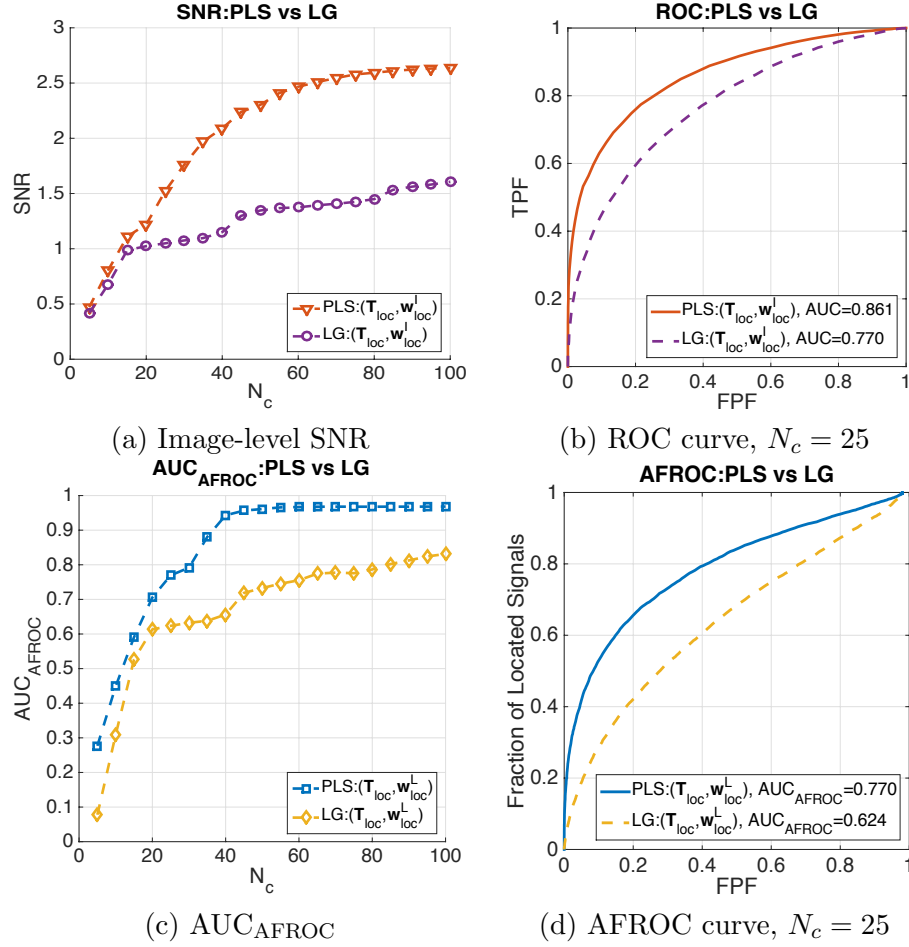 SNR:PLS vs LG
3
2.5
2
1.5
1
0.5
0
0 20 40 60 80 100
SNR
N_c
PLS:(T_loc,w^I_loc)
LG:(T_loc,w^I_loc)
(a) Image-level SNR
ROC:PLS vs LG
1
0.8
0.6
0.4
0.2
0
0 0.2 0.4 0.6 0.8 1
TPF
FPF
PLS:(T_loc,w^I_loc), AUC=0.861
LG:(T_loc,w^I_loc), AUC=0.770
(b) ROC curve, N_c = 25
AUC_AFROC:PLS vs LG
1
0.9
0.8
0.7
0.6
0.5
0.4
0.3
0.2
0.1
0
0 20 40 60 80 100
AUC_AFROC
N_c
PLS:(T_loc,w^L_loc)
LG:(T_loc,w^L_loc)
(c) AUC_AFROC
AFROC:PLS vs LG
1
0.8
0.6
0.4
0.2
0
0 0.2 0.4 0.6 0.8 1
Fraction of Located Signals
FPF
PLS:(T_loc,w^L_loc), AUC_AFROC=0.770
LG:(T_loc,w^L_loc), AUC_AFROC=0.624
(d) AFROC curve, N_c = 25